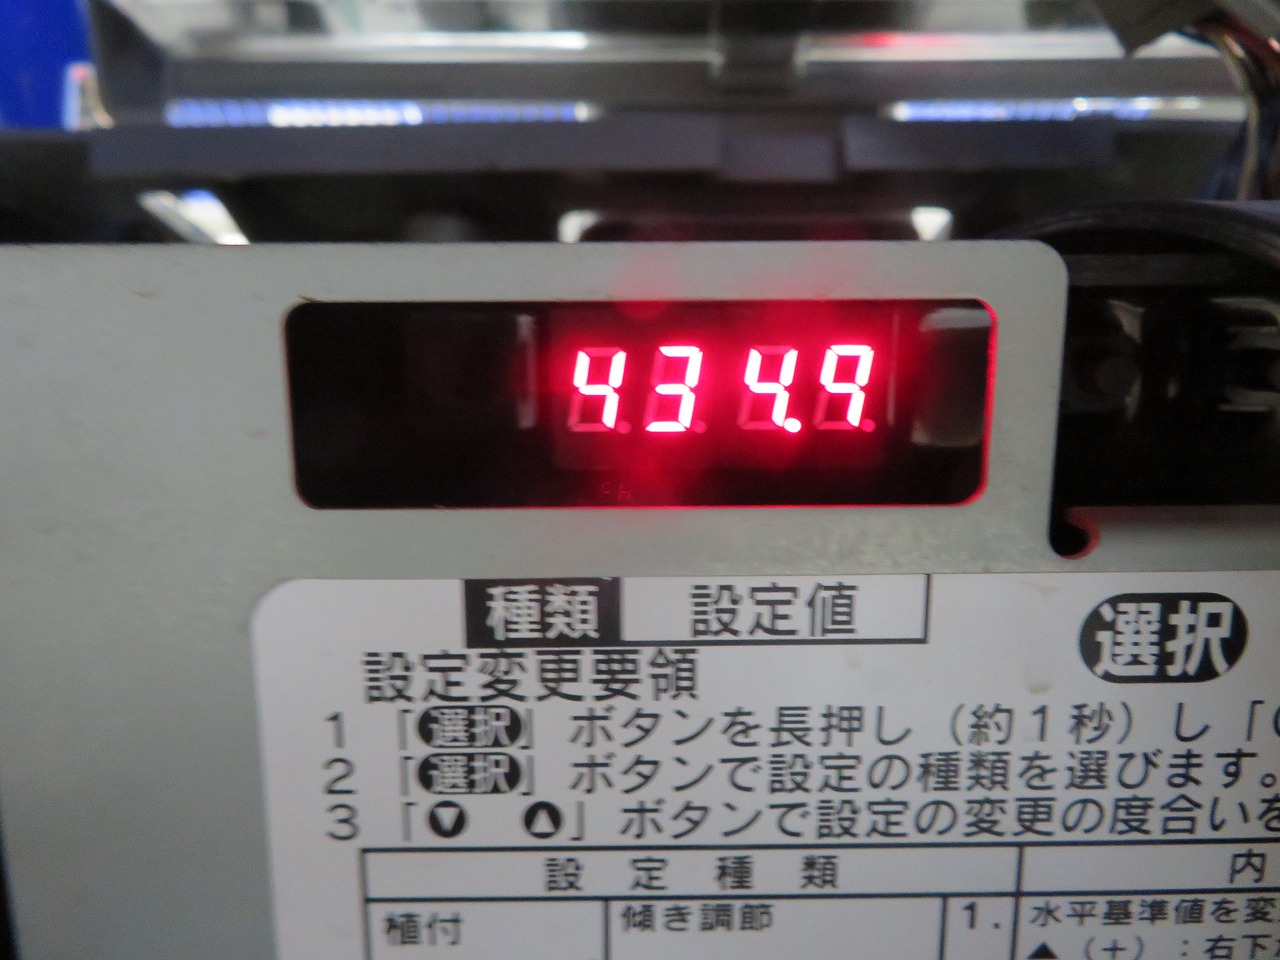 434.9
種類 設定値
選択
設定変更要領
1 「選択」ボタンを長押し（約1秒）し「
2 「選択」ボタンで設定の種類を選びます。
3 「▼ ▲」ボタンで設定の変更の度合いを
設定種類 内
植付 傾き調節 1. 水平基準値を変
▲（+）：右下